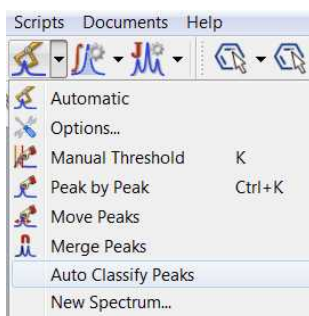 Scripts Documents Help
Automatic
Options...
Manual Threshold K
Peak by Peak Ctrl+K
Move Peaks
Merge Peaks
Auto Classify Peaks
New Spectrum...